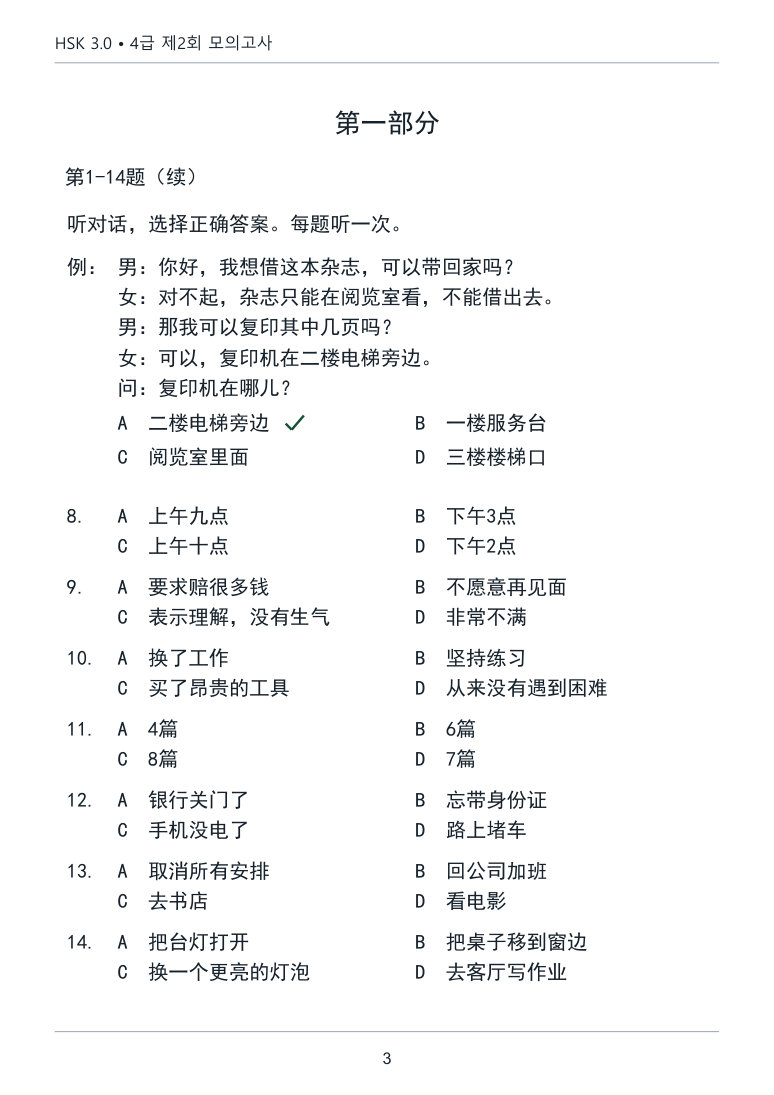 HSK 3.0 • 4급 제2회 모의고사
第一部分
第1-14题（续）
听对话，选择正确答案。每题听一次。
例： 男：你好，我想借这本杂志，可以带回家吗？
女：对不起，杂志只能在阅览室看，不能借出去。
男：那我可以复印其中几页吗？
女：可以，复印机在二楼电梯旁边。
问：复印机在哪儿？
A 二楼电梯旁边 ✓ B 一楼服务台
C 阅览室里面 D 三楼楼梯口
8. A 上午九点 B 下午3点
C 上午十点 D 下午2点
9. A 要求赔很多钱 B 不愿意再见面
C 表示理解，没有生气 D 非常不满
10. A 换了工作 B 坚持练习
C 买了昂贵的工具 D 从来没有遇到困难
11. A 4篇 B 6篇
C 8篇 D 7篇
12. A 银行关门了 B 忘带身份证
C 手机没电了 D 路上堵车
13. A 取消所有安排 B 回公司加班
C 去书店 D 看电影
14. A 把台灯打开 B 把桌子移到窗边
C 换一个更亮的灯泡 D 去客厅写作业
3